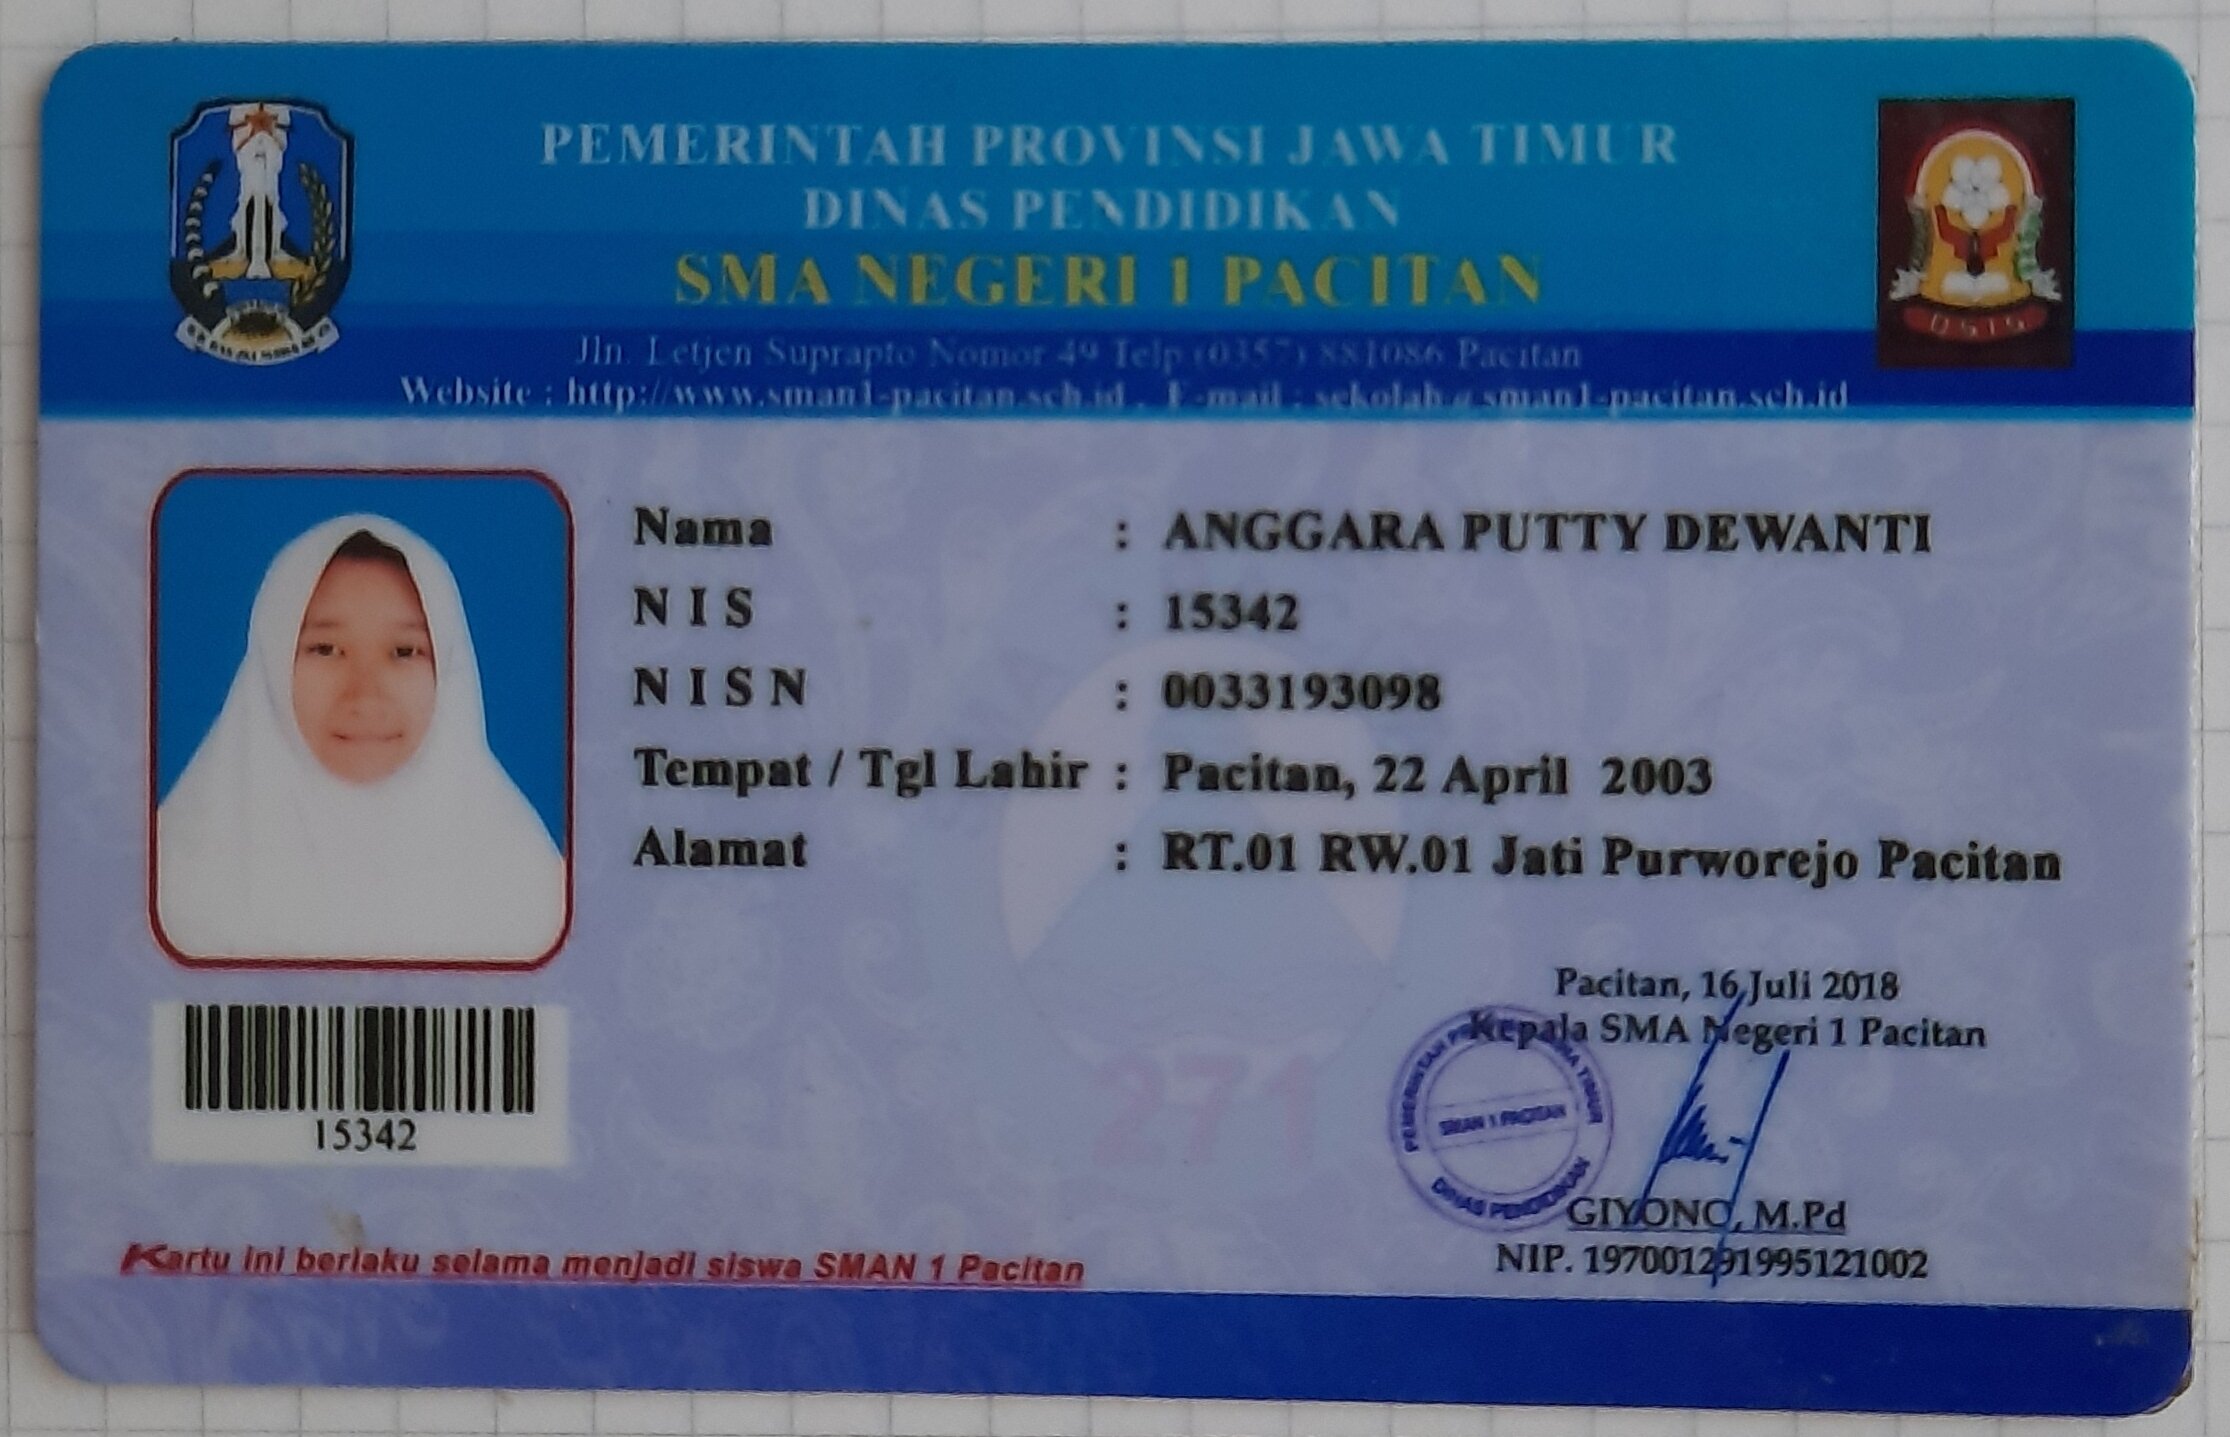 PEMERINTAH PROVINSI JAWA TIMUR
DINAS PENDIDIKAN
SMA NEGERI 1 PACITAN
Jln. Letjen Suprapto Nomor 49 Telp (0357) 881086 Pacitan
Website : http://www.sman1-pacitan.sch.id , E-mail : sekolah@sman1-pacitan.sch.id
OSIS
Nama : ANGGARA PUTTY DEWANTI
N I S : 15342
N I S N : 0033193098
Tempat / Tgl Lahir : Pacitan, 22 April 2003
Alamat : RT.01 RW.01 Jati Purworejo Pacitan
271
15342
Pacitan, 16 Juli 2018
Kepala SMA Negeri 1 Pacitan
PEMERINTAH PROVINSI JAWA TIMUR
SMAN 1 PACITAN
DINAS PENDIDIKAN
GIYONO, M.Pd
NIP. 197001291995121002
Kartu ini berlaku selama menjadi siswa SMAN 1 Pacitan